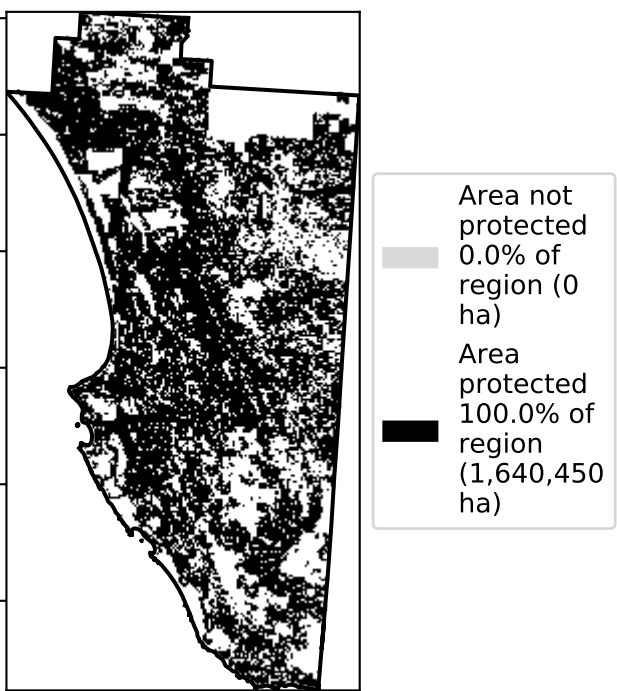 Area not
protected
0.0% of
region (0
ha)
Area
protected
100.0% of
region
(1,640,450
ha)